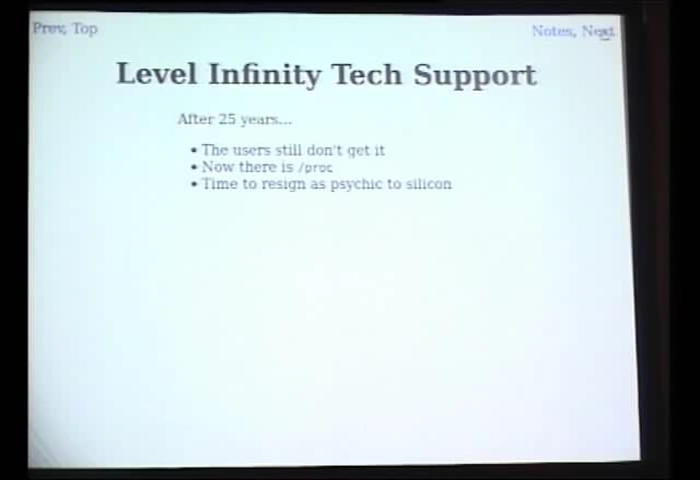 Prev, Top
Notes, Next
Level Infinity Tech Support
After 25 years...
• The users still don't get it
• Now there is /proc
• Time to resign as psychic to silicon